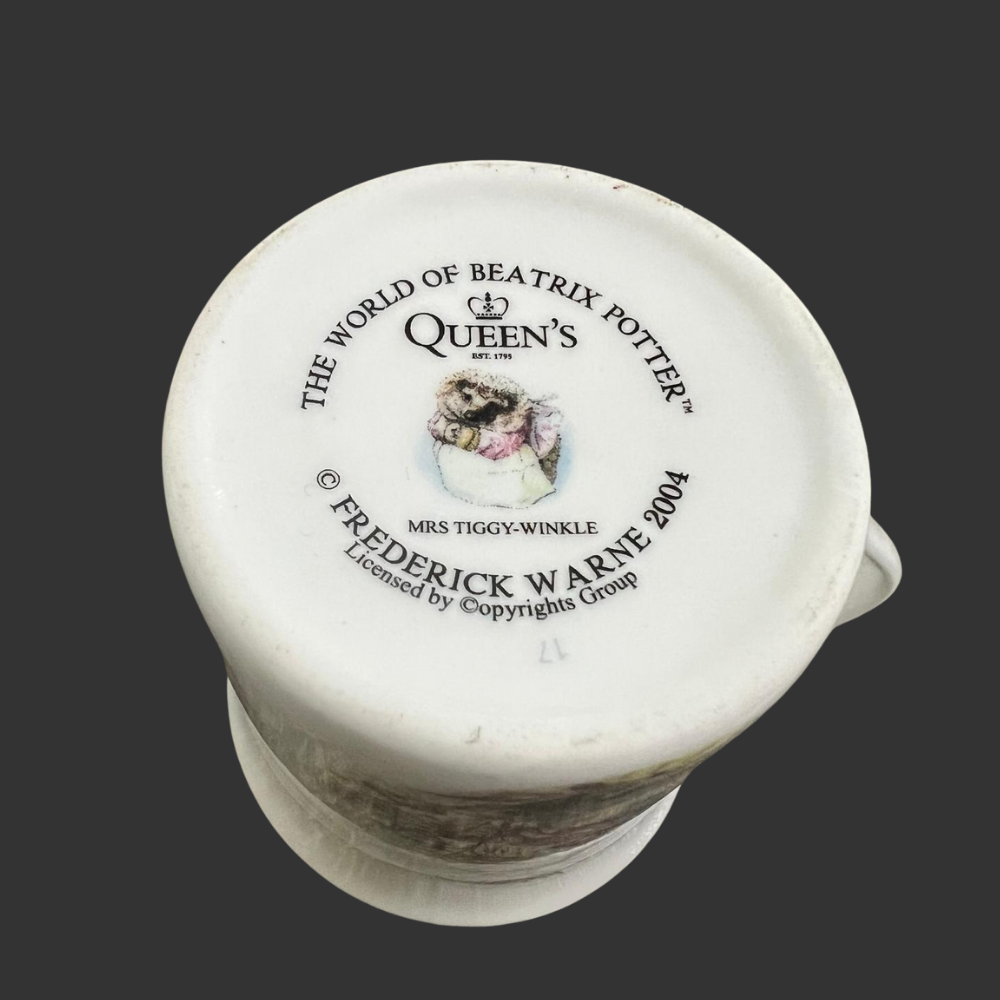 THE WORLD OF BEATRIX POTTER™
QUEEN'S
EST. 1795
MRS TIGGY-WINKLE
© FREDERICK WARNE 2004
Licensed by ©opyrights Group
17